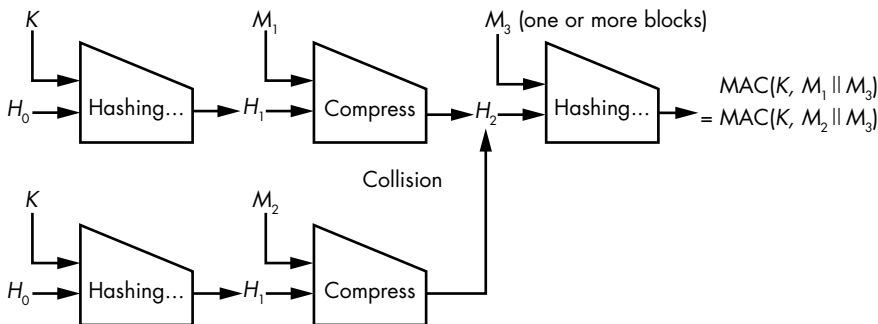 K
M₁
M₃ (one or more blocks)
H₀
Hashing...
H₁
Compress
H₂
Hashing...
MAC(K, M₁ || M₃)
= MAC(K, M₂ || M₃)
Collision
K
M₂
H₀
Hashing...
H₁
Compress